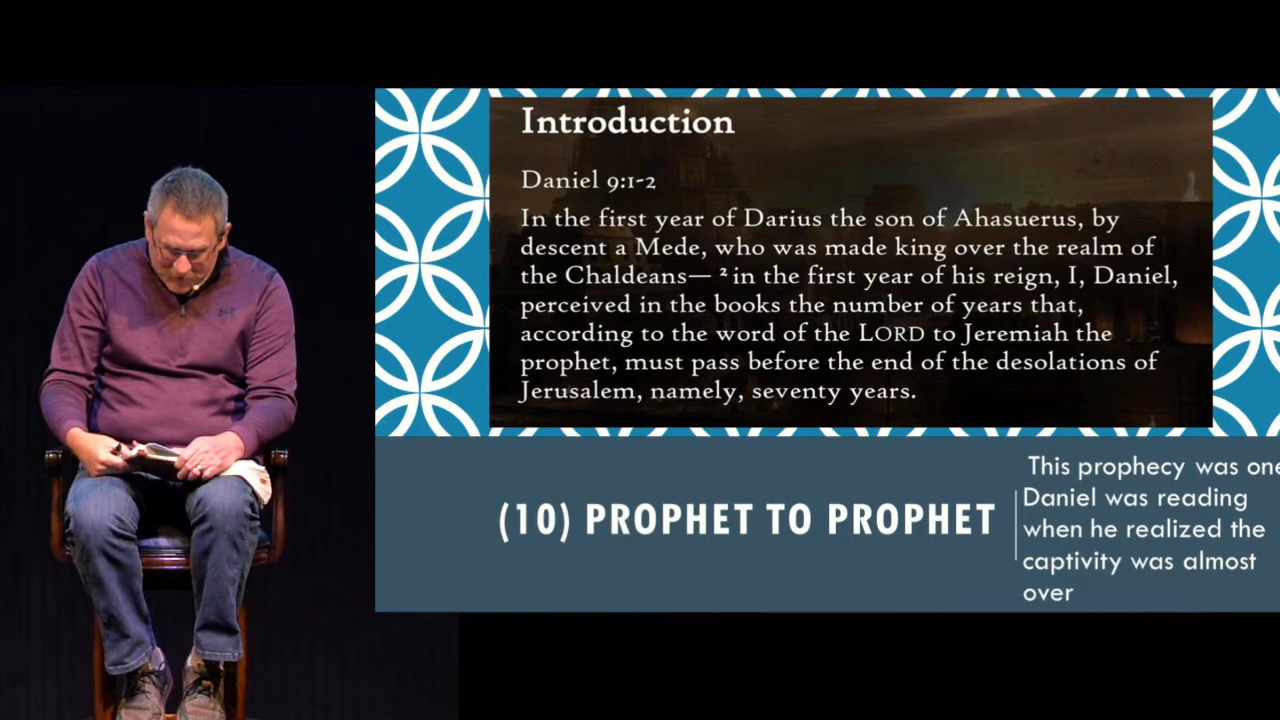 Introduction
Daniel 9:1-2
In the first year of Darius the son of Ahasuerus, by
descent a Mede, who was made king over the realm of
the Chaldeans— ² in the first year of his reign, I, Daniel,
perceived in the books the number of years that,
according to the word of the LORD to Jeremiah the
prophet, must pass before the end of the desolations of
Jerusalem, namely, seventy years.
(10) PROPHET TO PROPHET
This prophecy was one
Daniel was reading
when he realized the
captivity was almost
over